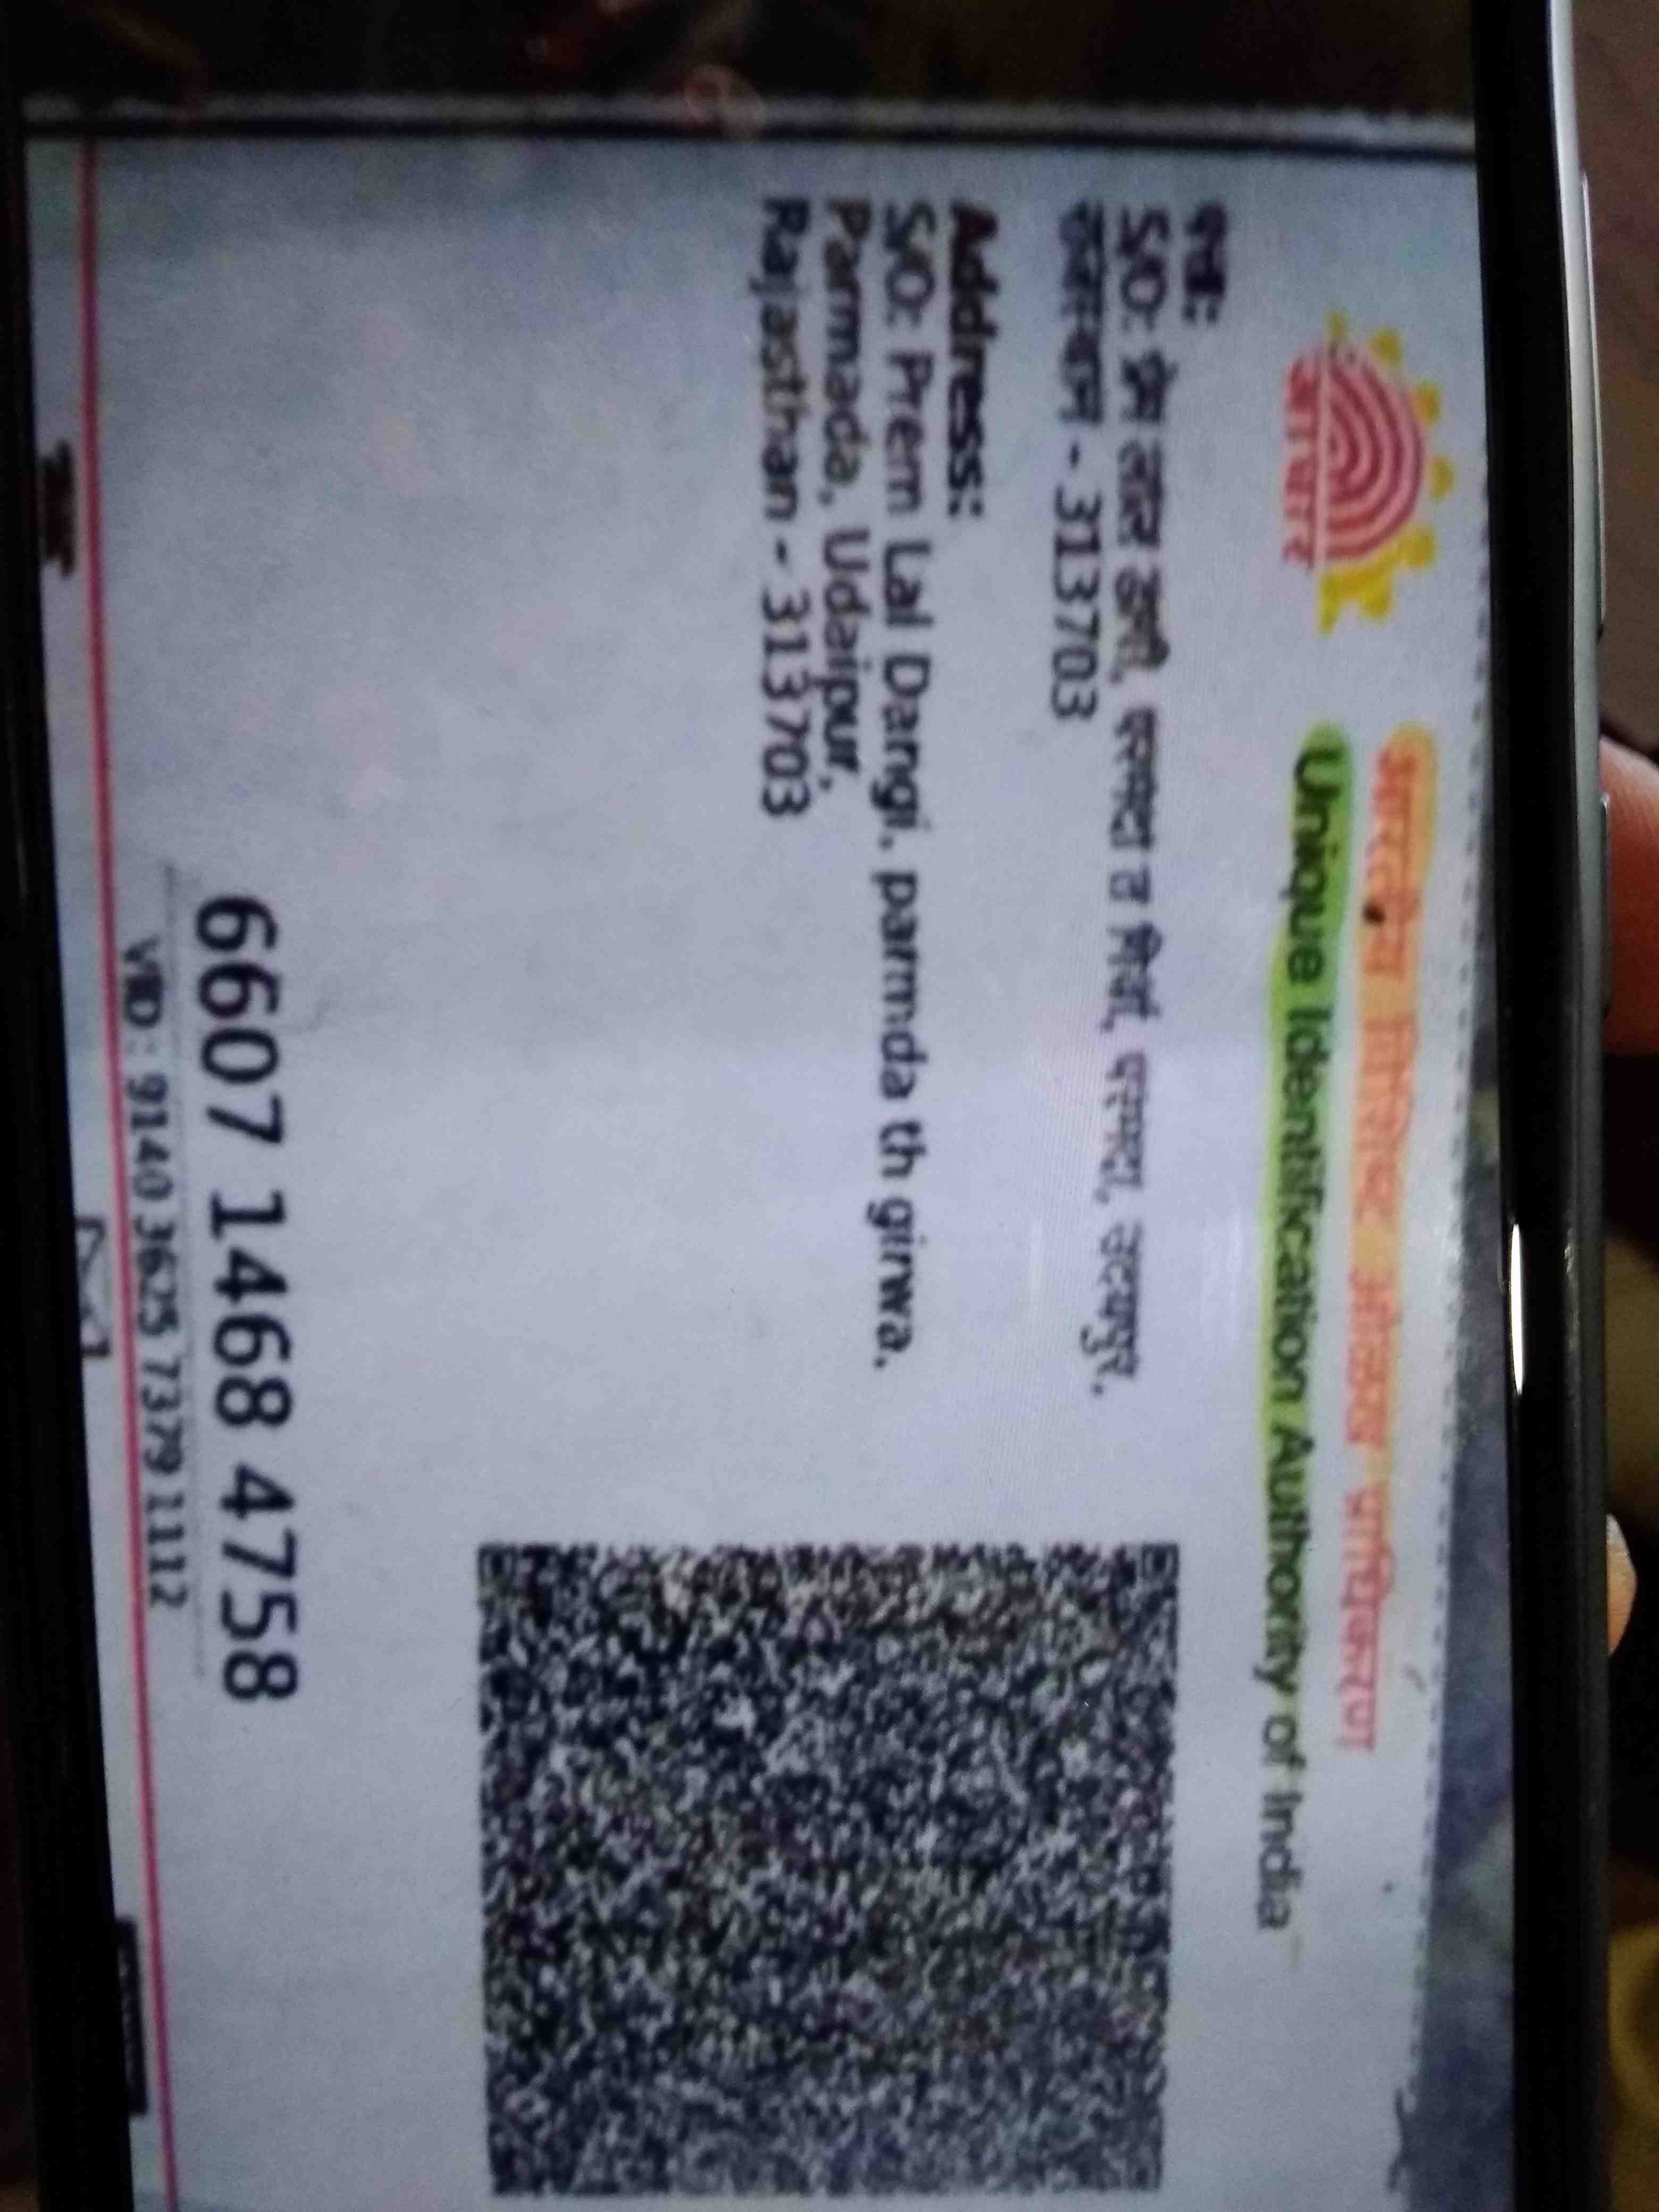 भारतीय विशिष्ट पहचान प्राधिकरण
Unique Identification Authority of India
आधार
पता:
S/O: प्रेम लाल डांगी, परमदा त गिर्वा, परमदा, उदयपुर,
राजस्थान - 313703
Address:
S/O: Prem Lal Dangi, parmda th girwa,
Parmada, Udaipur,
Rajasthan - 313703
6607 1468 4758
VID : 9140 3625 7379 1112